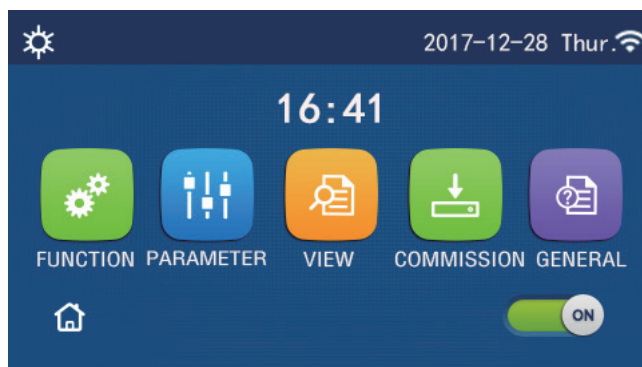 2017-12-28 Thur.
16:41
FUNCTION PARAMETER VIEW COMMISSION GENERAL
ON